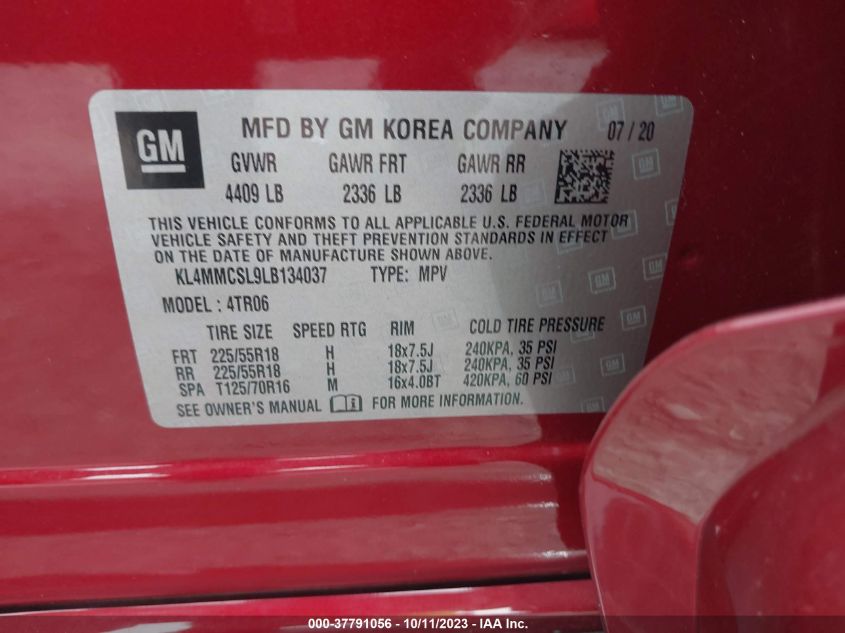 GM MFD BY GM KOREA COMPANY 07/20
GVWR GAWR FRT GAWR RR
4409 LB 2336 LB 2336 LB
THIS VEHICLE CONFORMS TO ALL APPLICABLE U.S. FEDERAL MOTOR
VEHICLE SAFETY AND THEFT PREVENTION STANDARDS IN EFFECT
ON THE DATE OF MANUFACTURE SHOWN ABOVE.
KL4MMCSL9LB134037 TYPE: MPV
MODEL: 4TR06
TIRE SIZE SPEED RTG RIM COLD TIRE PRESSURE
FRT 225/55R18 H 18x7.5J 240KPA, 35 PSI
RR 225/55R18 H 18x7.5J 240KPA, 35 PSI
SPA T125/70R16 M 16x4.0BT 420KPA, 60 PSI
SEE OWNER'S MANUAL FOR MORE INFORMATION.
000-37791056 - 10/11/2023 - IAA Inc.